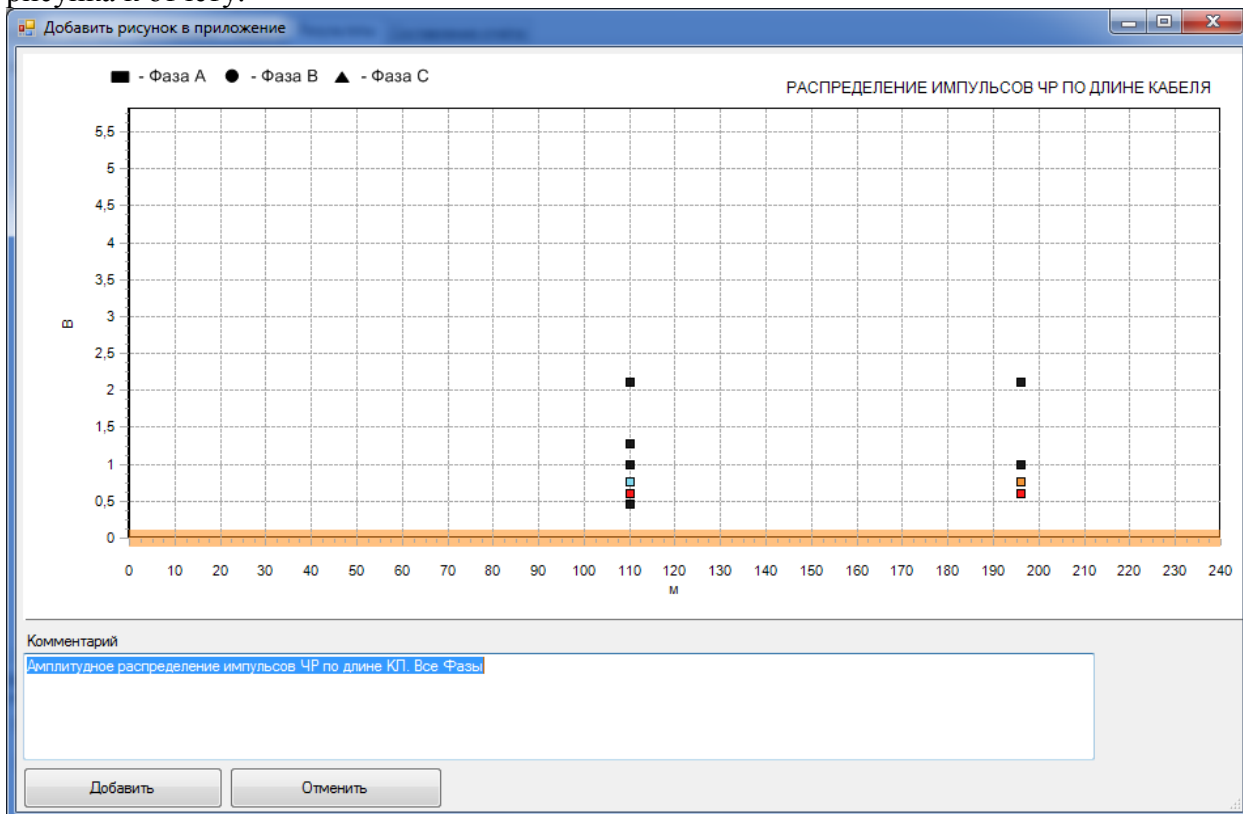 рисунка к отчету.
Добавить рисунок в приложение
- Фаза А - Фаза В - Фаза С
РАСПРЕДЕЛЕНИЕ ИМПУЛЬСОВ ЧР ПО ДЛИНЕ КАБЕЛЯ
5,5
5
4,5
4
3,5
3
В
2,5
2
1,5
1
0,5
0
0 10 20 30 40 50 60 70 80 90 100 110 120 130 140 150 160 170 180 190 200 210 220 230 240
м
Комментарий
Амплитудное распределение импульсов ЧР по длине КЛ. Все Фазы
Добавить Отменить